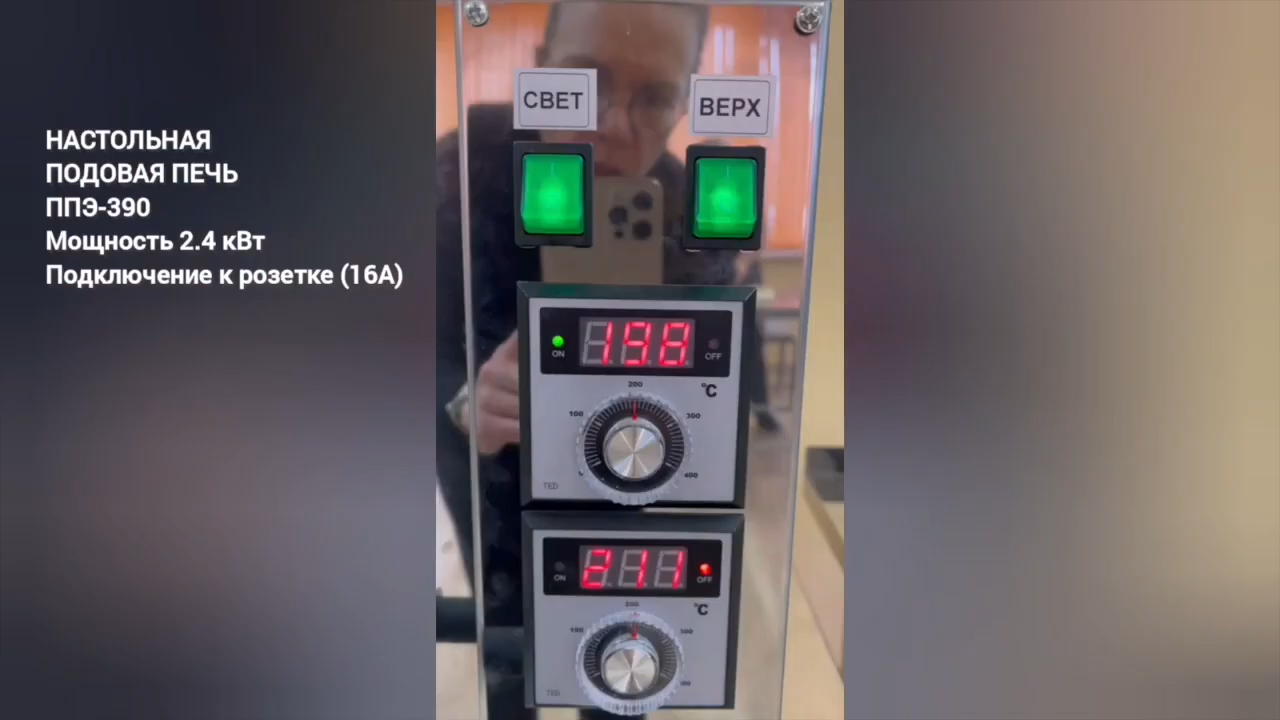 НАСТОЛЬНАЯ
ПОДОВАЯ ПЕЧЬ
ППЭ-390
Мощность 2.4 кВт
Подключение к розетке (16А)
СВЕТ
ВЕРХ
198
ON
OFF
°C
200
100
300
400
TED
211
ON
OFF
°C
200
100
300
TED